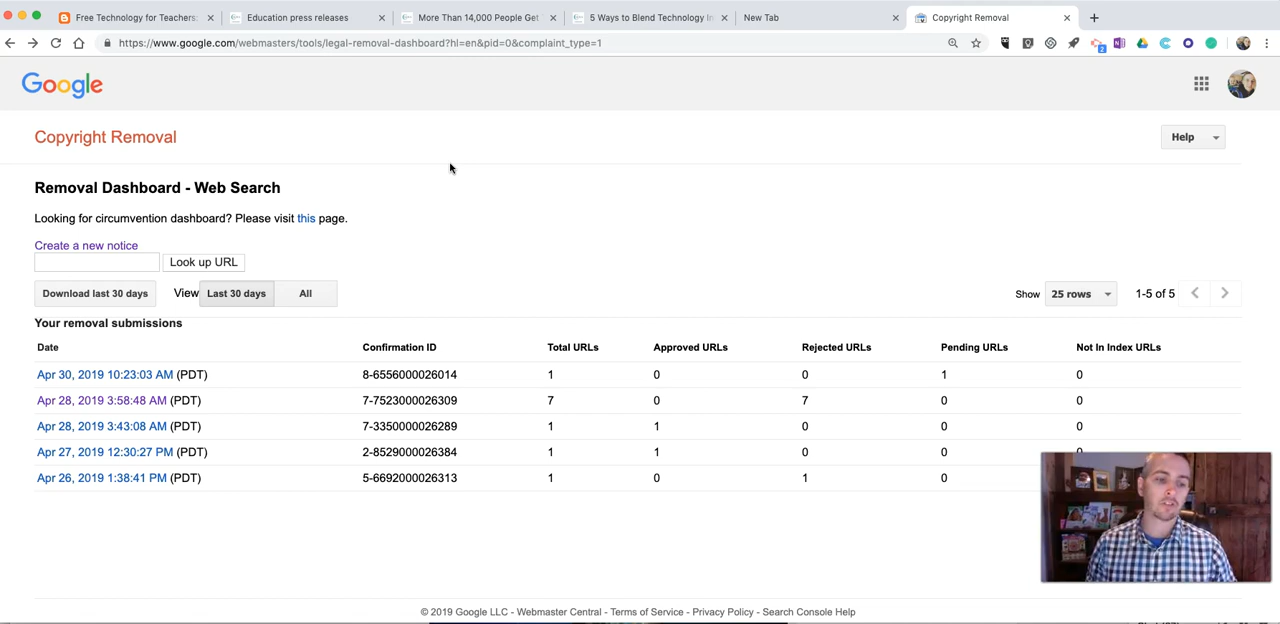 Free Technology for Teachers: Education press releases More Than 14,000 People Get 5 Ways to Blend Technology In New Tab Copyright Removal
https://www.google.com/webmasters/tools/legal-removal-dashboard?hl=en&pid=0&complaint_type=1
2
Google
Copyright Removal Help
Removal Dashboard - Web Search
Looking for circumvention dashboard? Please visit this page.
Create a new notice
Look up URL
Download last 30 days View Last 30 days All Show 25 rows 1-5 of 5
Your removal submissions
Date Confirmation ID Total URLs Approved URLs Rejected URLs Pending URLs Not In Index URLs
Apr 30, 2019 10:23:03 AM (PDT) 8-6556000026014 1 0 0 1 0
Apr 28, 2019 3:58:48 AM (PDT) 7-7523000026309 7 0 7 0 0
Apr 28, 2019 3:43:08 AM (PDT) 7-3350000026289 1 1 0 0 0
Apr 27, 2019 12:30:27 PM (PDT) 2-8529000026384 1 1 0 0 0
Apr 26, 2019 1:38:41 PM (PDT) 5-6692000026313 1 0 1 0
© 2019 Google LLC - Webmaster Central - Terms of Service - Privacy Policy - Search Console Help